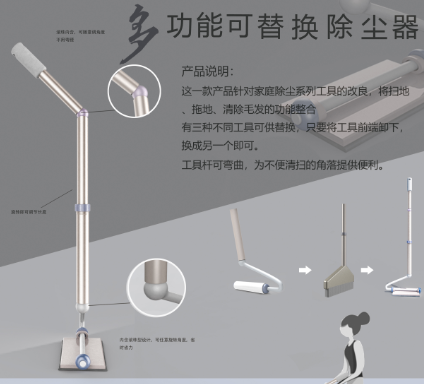 多功能可替换除尘器
产品说明：
这一款产品针对家庭除尘系列工具的改良，将扫地
、拖地、清除毛发的功能整合
有三种不同工具可供替换，只要将工具前端卸下，
换成另一个即可。
工具杆可弯曲，为不便清扫的角落提供便利。